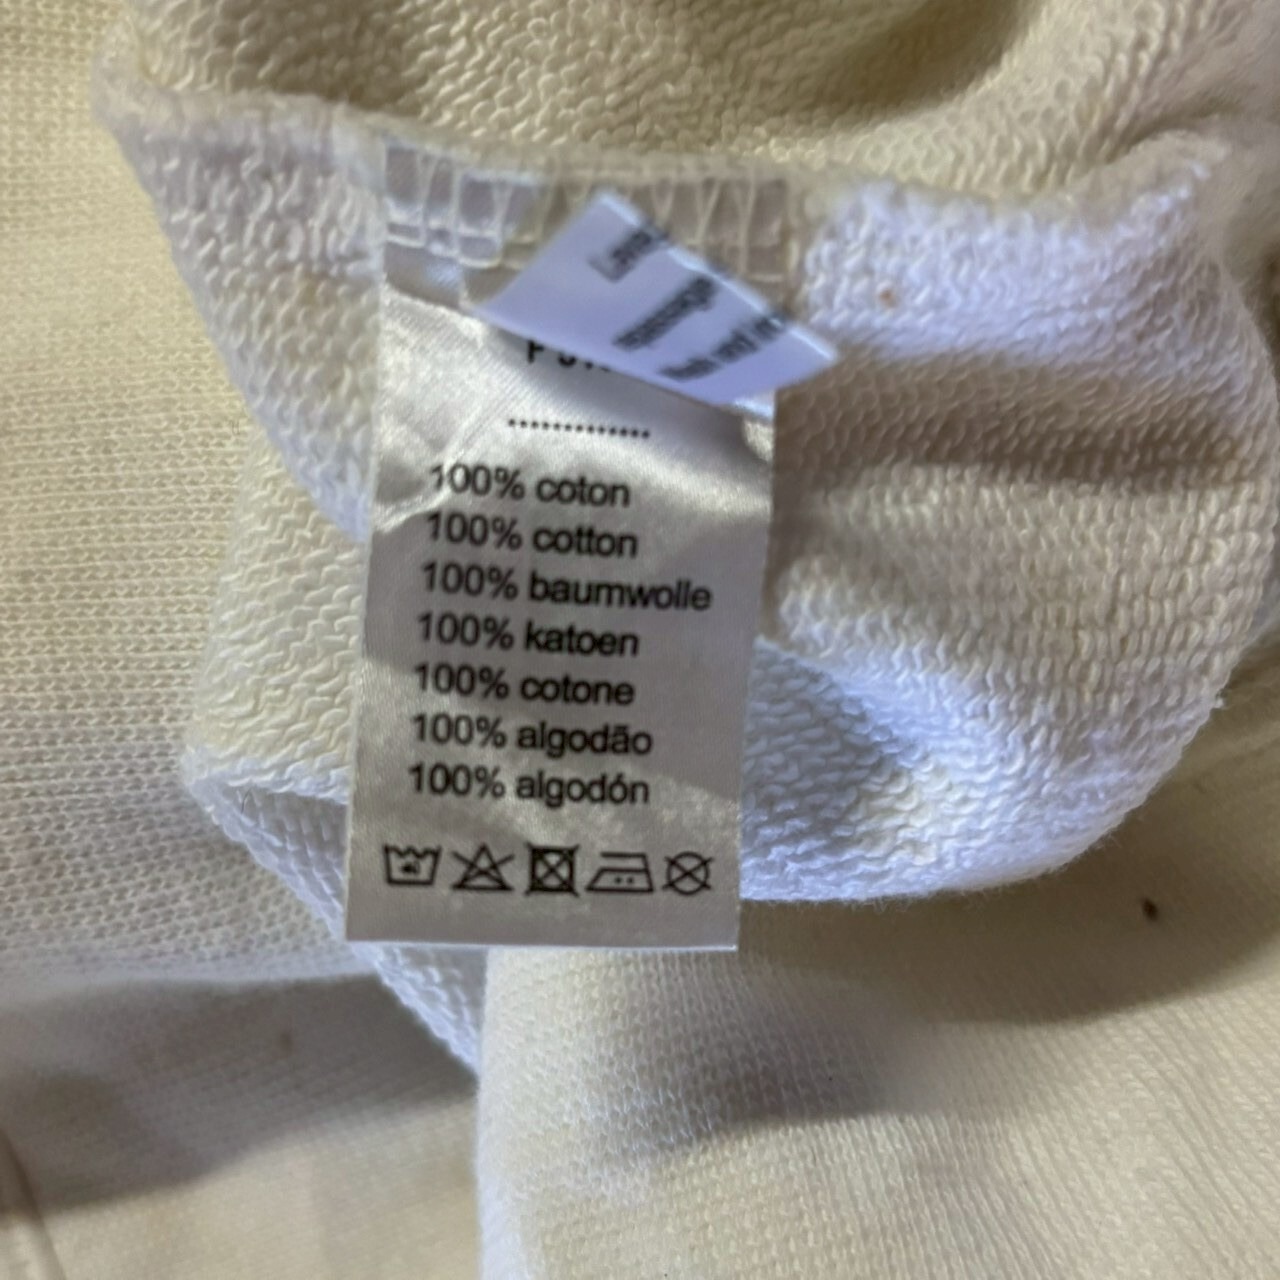 100% coton
100% cotton
100% baumwolle
100% katoen
100% cotone
100% algodão
100% algodón